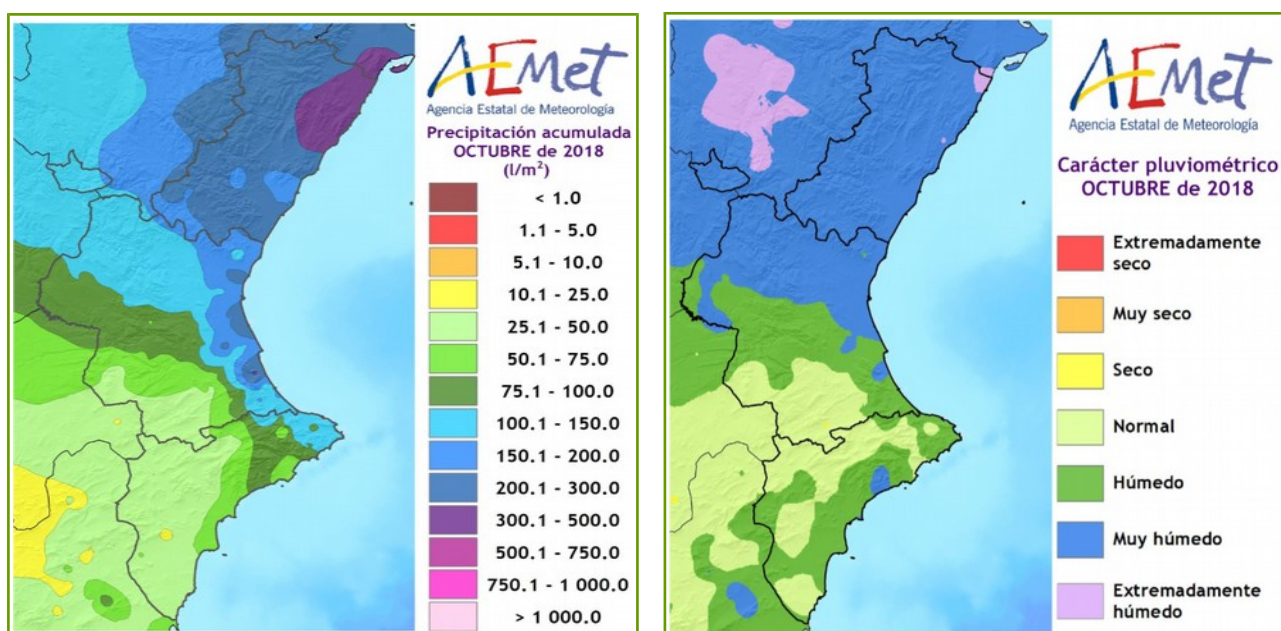 AEMet
Agencia Estatal de Meteorología
Precipitación acumulada
OCTUBRE de 2018
(l/m²)
< 1.0
1.1 - 5.0
5.1 - 10.0
10.1 - 25.0
25.1 - 50.0
50.1 - 75.0
75.1 - 100.0
100.1 - 150.0
150.1 - 200.0
200.1 - 300.0
300.1 - 500.0
500.1 - 750.0
750.1 - 1 000.0
> 1 000.0
AEMet
Agencia Estatal de Meteorología
Carácter pluviométrico
OCTUBRE de 2018
Extremadamente
seco
Muy seco
Seco
Normal
Húmedo
Muy húmedo
Extremadamente
húmedo